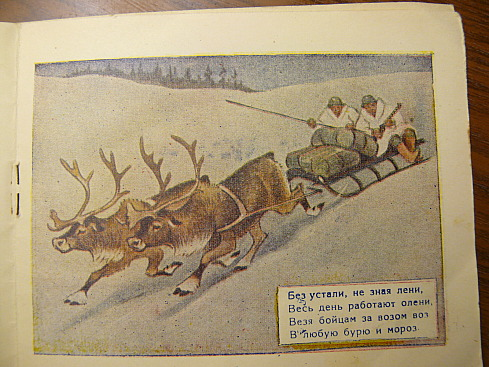 Без устали, не зная лени,
Весь день работают олени,
Везя бойцам за возом воз
В любую бурю и мороз.